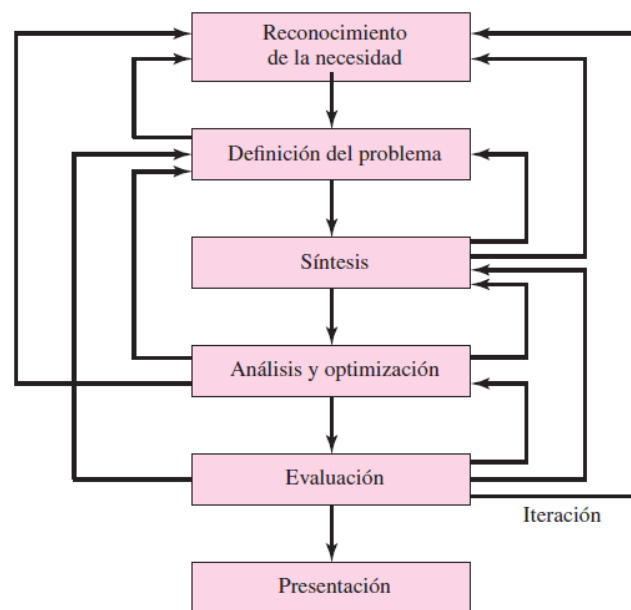 Reconocimiento
de la necesidad
Definición del problema
Síntesis
Análisis y optimización
Evaluación
Iteración
Presentación